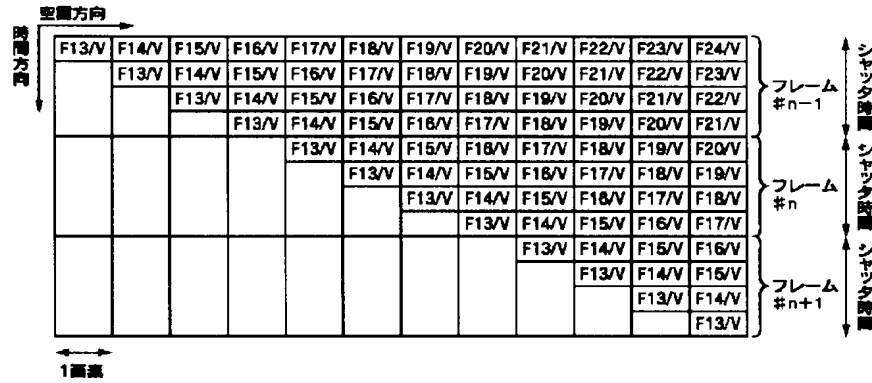 空間方向
時間方向
F13/V F14/V F15/V F16/V F17/V F18/V F19/V F20/V F21/V F22/V F23/V F24/V
F13/V F14/V F15/V F16/V F17/V F18/V F19/V F20/V F21/V F22/V F23/V
F13/V F14/V F15/V F16/V F17/V F18/V F19/V F20/V F21/V F22/V
F13/V F14/V F15/V F16/V F17/V F18/V F19/V F20/V F21/V
フレーム
#n-1
シャッタ時間
F13/V F14/V F15/V F16/V F17/V F18/V F19/V F20/V
F13/V F14/V F15/V F16/V F17/V F18/V F19/V
F13/V F14/V F15/V F16/V F17/V F18/V
F13/V F14/V F15/V F16/V F17/V
フレーム
#n
シャッタ時間
F13/V F14/V F15/V F16/V
F13/V F14/V F15/V
F13/V F14/V
F13/V
フレーム
#n+1
シャッタ時間
1画素